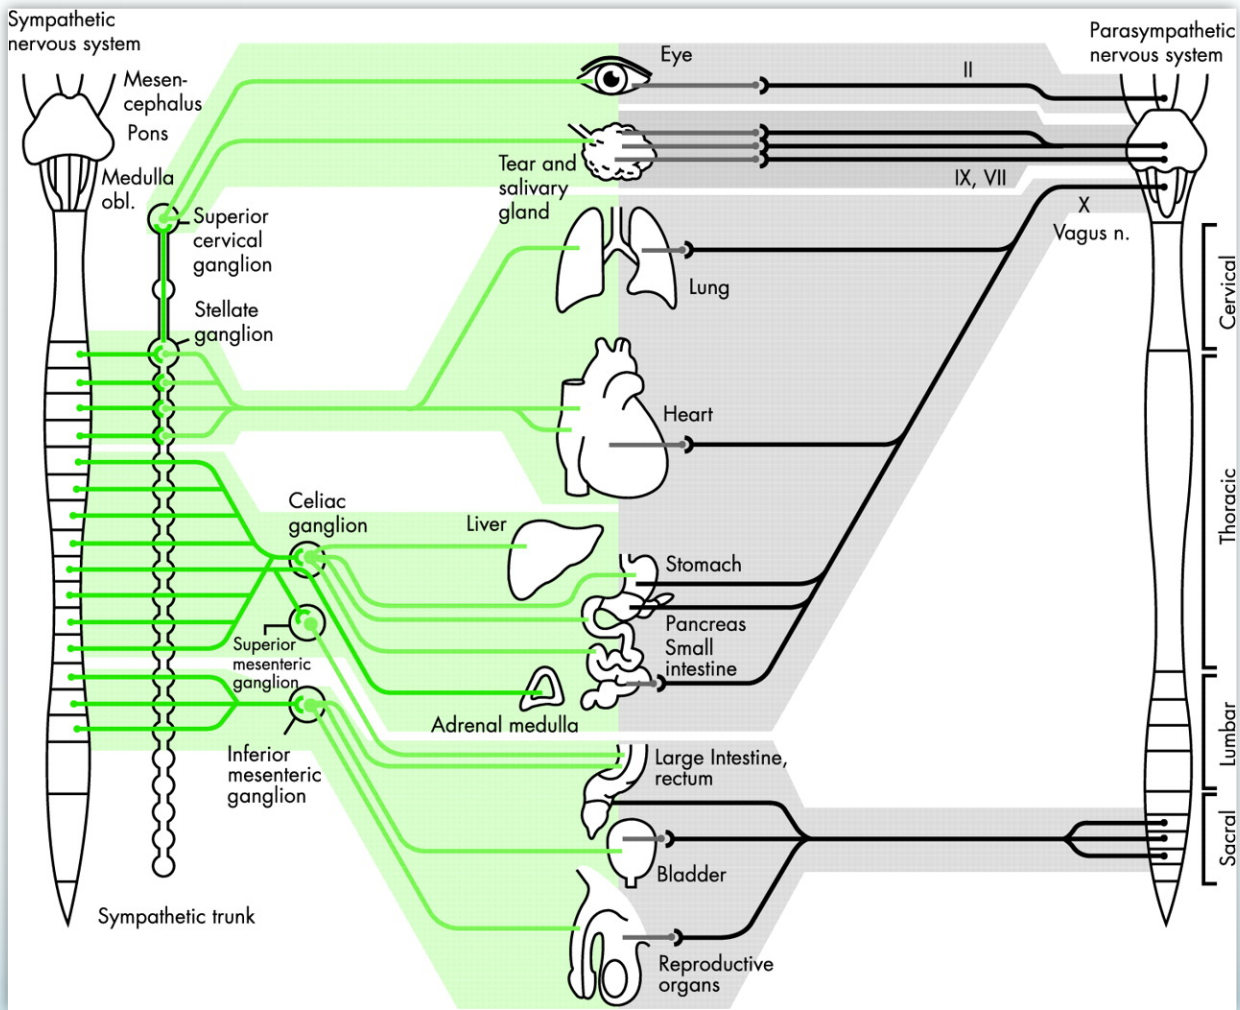 Sympathetic
nervous system
Parasympathetic
nervous system
Mesen-
cephalus
Pons
Medulla
obl.
Superior
cervical
ganglion
Stellate
ganglion
Eye
II
Tear and
salivary
gland
IX, VII
X
Vagus n.
Lung
Heart
Cervical
Celiac
ganglion
Liver
Stomach
Pancreas
Small
intestine
Thoracic
Superior
mesenteric
ganglion
Adrenal medulla
Inferior
mesenteric
ganglion
Large Intestine,
rectum
Lumbar
Bladder
Sacral
Sympathetic trunk
Reproductive
organs